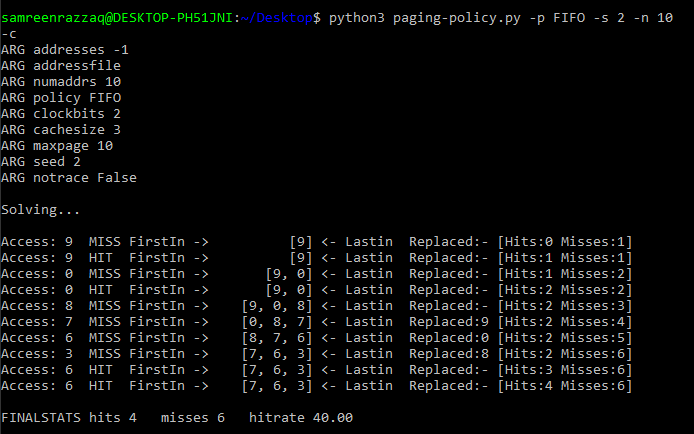 samreenrazzaq@DESKTOP-PH51JNI:~/Desktop$ python3 paging-policy.py -p FIFO -s 2 -n 10
-c
ARG addresses -1
ARG addressfile
ARG numaddrs 10
ARG policy FIFO
ARG clockbits 2
ARG cachesize 3
ARG maxpage 10
ARG seed 2
ARG notrace False

Solving...

Access: 9  MISS FirstIn ->          [9] <- Lastin  Replaced:- [Hits:0 Misses:1]
Access: 9  HIT  FirstIn ->          [9] <- Lastin  Replaced:- [Hits:1 Misses:1]
Access: 0  MISS FirstIn ->       [9, 0] <- Lastin  Replaced:- [Hits:1 Misses:2]
Access: 0  HIT  FirstIn ->       [9, 0] <- Lastin  Replaced:- [Hits:2 Misses:2]
Access: 8  MISS FirstIn ->    [9, 0, 8] <- Lastin  Replaced:- [Hits:2 Misses:3]
Access: 7  MISS FirstIn ->    [0, 8, 7] <- Lastin  Replaced:9 [Hits:2 Misses:4]
Access: 6  MISS FirstIn ->    [8, 7, 6] <- Lastin  Replaced:0 [Hits:2 Misses:5]
Access: 3  MISS FirstIn ->    [7, 6, 3] <- Lastin  Replaced:8 [Hits:2 Misses:6]
Access: 6  HIT  FirstIn ->    [7, 6, 3] <- Lastin  Replaced:- [Hits:3 Misses:6]
Access: 6  HIT  FirstIn ->    [7, 6, 3] <- Lastin  Replaced:- [Hits:4 Misses:6]

FINALSTATS hits 4   misses 6   hitrate 40.00